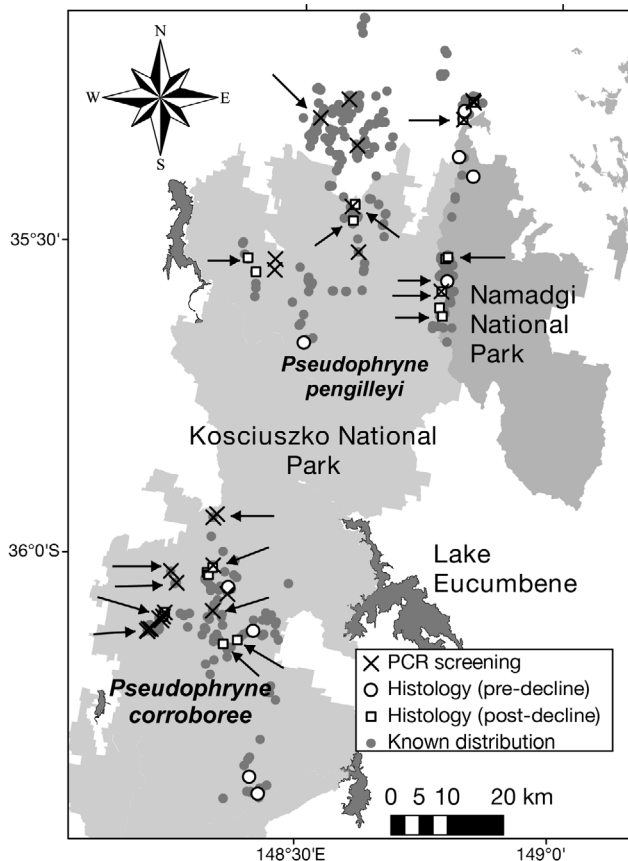 N
W
E
S
35°30'
Namadgi
National
Park
Pseudophryne
pengilleyi
Kosciuszko National
Park
36°0'S
Lake
Eucumbene
PCR screening
Histology (pre-decline)
Histology (post-decline)
Known distribution
Pseudophryne
corroboree
0 5 10 20 km
148°30'E
149°0'